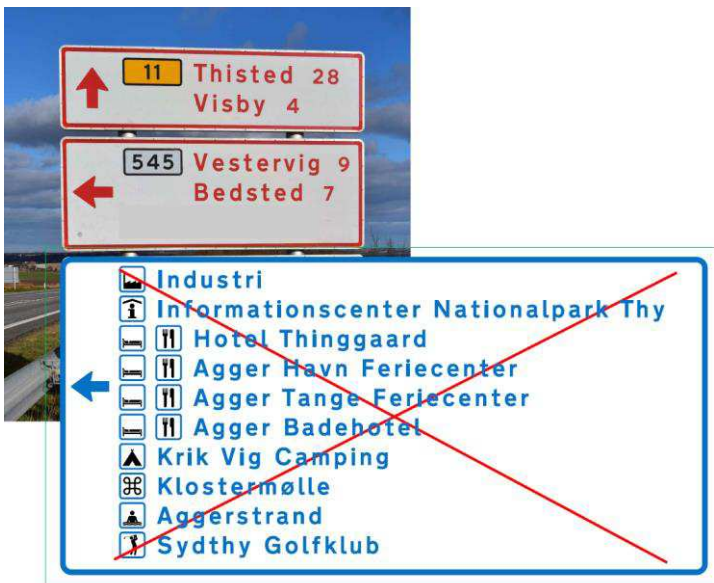 11 Thisted 28
Visby 4
545 Vestervig 9
Bedsted 7
Industri
Informationscenter Nationalpark Thy
Hotel Thinggaard
Agger Havn Feriecenter
Agger Tange Feriecenter
Agger Badehotel
Krik Vig Camping
Klostermølle
Aggerstrand
Sydthy Golfklub